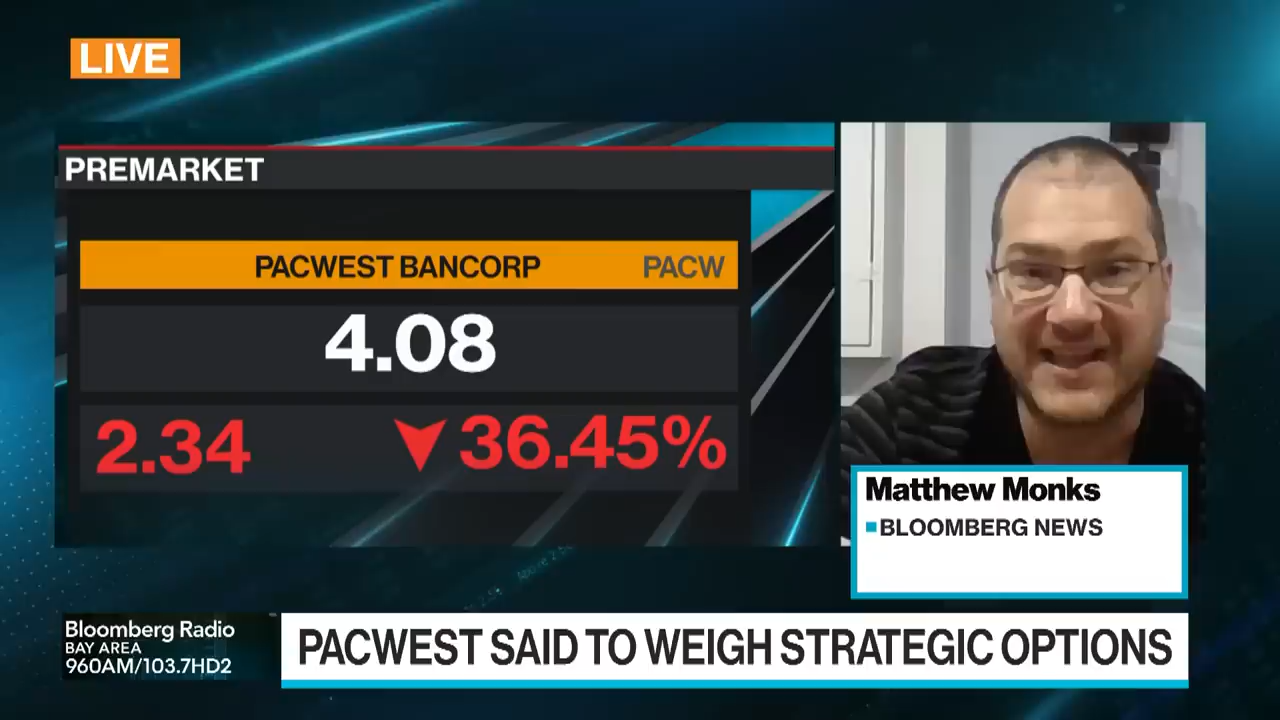 LIVE
PREMARKET
PACWEST BANCORP PACW
4.08
2.34 36.45%
Matthew Monks
BLOOMBERG NEWS
Bloomberg Radio
BAY AREA
960AM/103.7HD2
PACWEST SAID TO WEIGH STRATEGIC OPTIONS